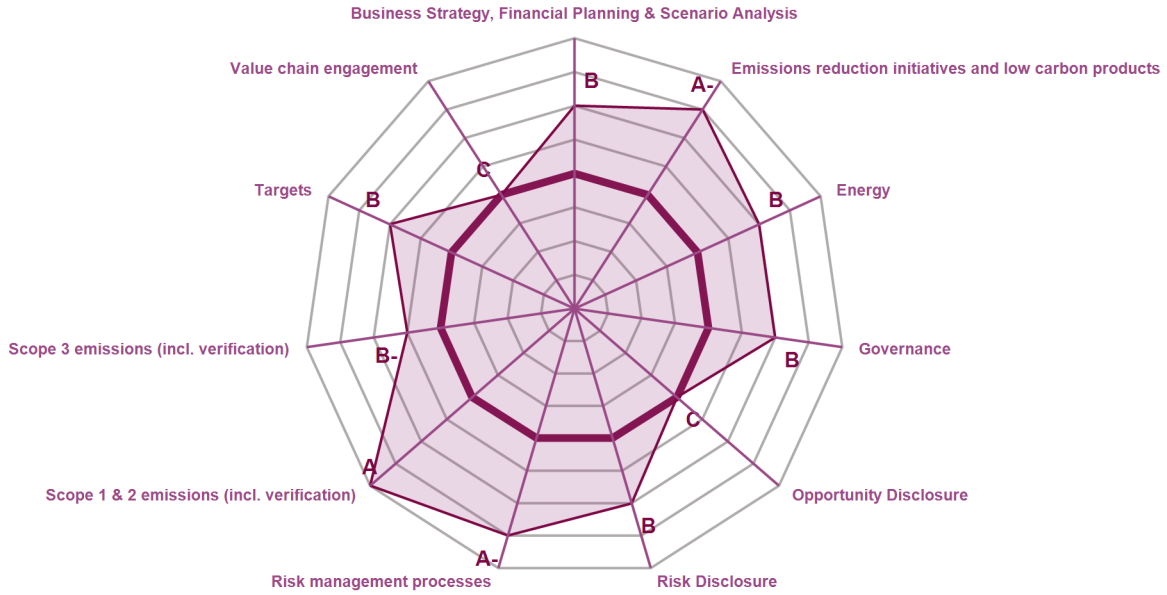 Business Strategy, Financial Planning & Scenario Analysis
Value chain engagement
Emissions reduction initiatives and low carbon products
B
A-
C
Targets
B
B
Energy
Scope 3 emissions (incl. verification)
B-
B
Governance
C
A
Scope 1 & 2 emissions (incl. verification)
Opportunity Disclosure
B
A-
Risk management processes
Risk Disclosure